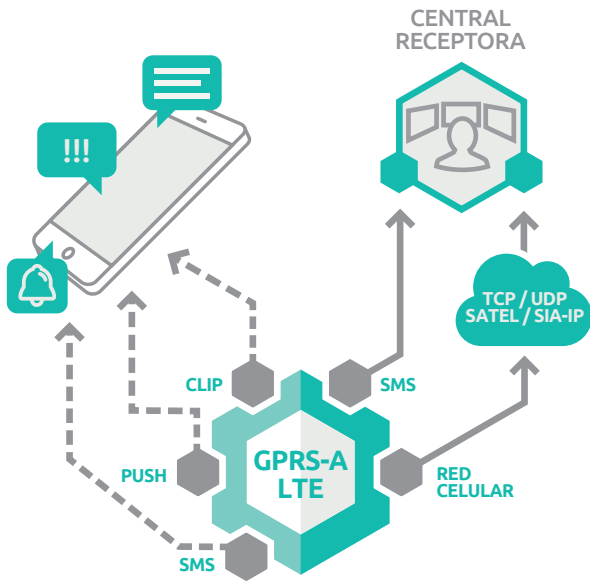 CENTRAL
RECEPTORA
!!!
TCP / UDP
SATEL / SIA-IP
CLIP
SMS
GPRS-A
LTE
PUSH
RED
CELULAR
SMS